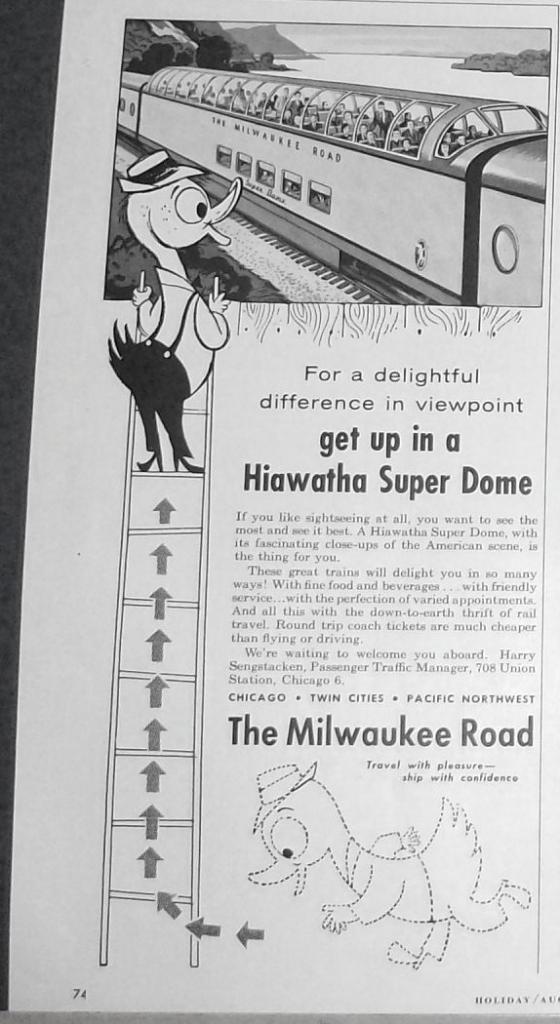 THE MILWAUKEE ROAD
Super Dome
For a delightful
difference in viewpoint
get up in a
Hiawatha Super Dome
If you like sightseeing at all, you want to see the
most and see it best. A Hiawatha Super Dome, with
its fascinating close-ups of the American scene, is
the thing for you.
These great trains will delight you in so many
ways! With fine food and beverages . . . with friendly
service...with the perfection of varied appointments.
And all this with the down-to-earth thrift of rail
travel. Round trip coach tickets are much cheaper
than flying or driving.
We're waiting to welcome you aboard. Harry
Sengstacken, Passenger Traffic Manager, 708 Union
Station, Chicago 6.
CHICAGO • TWIN CITIES • PACIFIC NORTHWEST
The Milwaukee Road
Travel with pleasure—
ship with confidence
74
HOLIDAY/AU